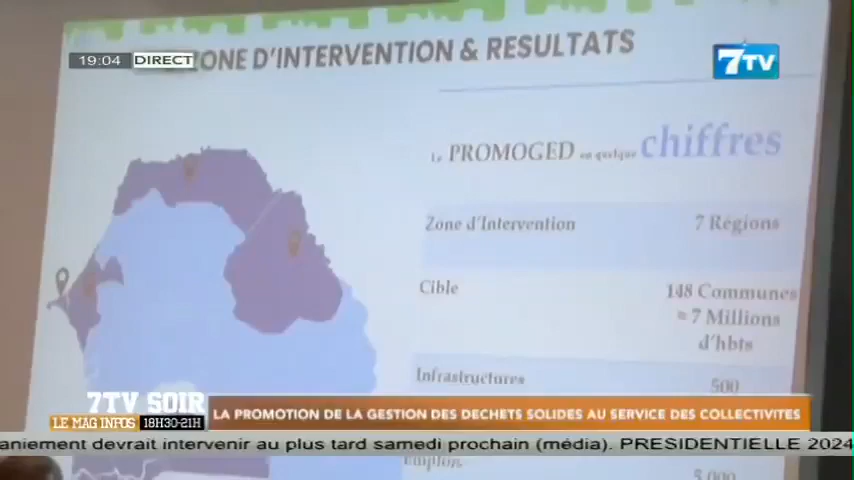 19:04 DIRECT
ZONE D'INTERVENTION & RESULTATS
7TV
Le PROMOGED en quelque chiffres
Zone d'Intervention 7 Régions
Cible 148 Communes
≈ 7 Millions
d'hbts
Infrastructures 500
7TV SOIR
LE MAG INFOS 18H30-21H
LA PROMOTION DE LA GESTION DES DECHETS SOLIDES AU SERVICE DES COLLECTIVITES
aniement devrait intervenir au plus tard samedi prochain (média). PRESIDENTIELLE 2024
5.000